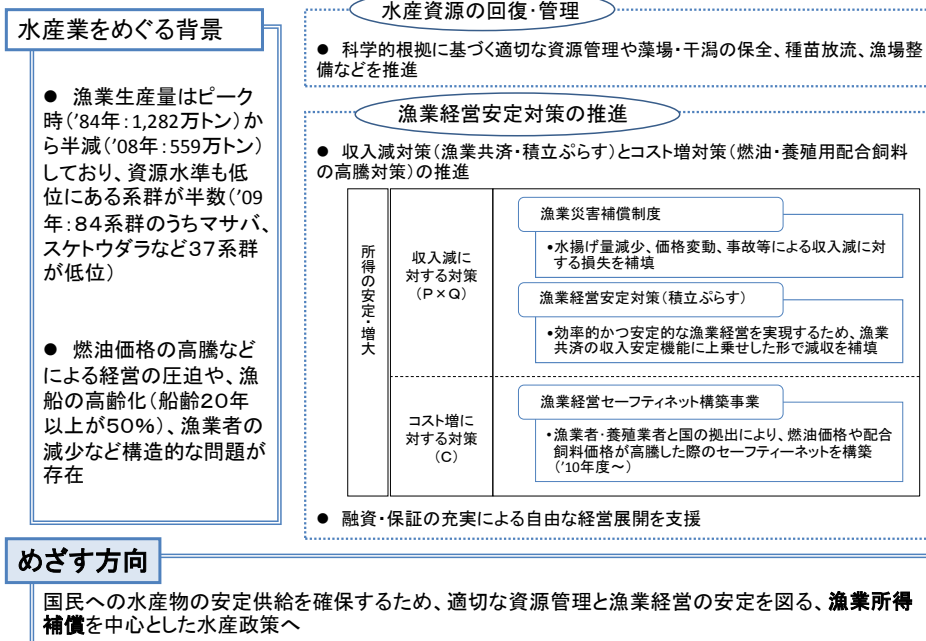 水産業をめぐる背景
● 漁業生産量はピーク
時（’84年：1,282万トン）か
ら半減（’08年：559万トン）
しており、資源水準も低
位にある系群が半数（’09
年：８４系群のうちマサバ、
スケトウダラなど３７系群
が低位）
● 燃油価格の高騰など
による経営の圧迫や、漁
船の高齢化（船齢２０年
以上が５０％）、漁業者の
減少など構造的な問題が
存在
水産資源の回復・管理
● 科学的根拠に基づく適切な資源管理や藻場・干潟の保全、種苗放流、漁場整
備などを推進
漁業経営安定対策の推進
● 収入減対策（漁業共済・積立ぷらす）とコスト増対策（燃油・養殖用配合飼料
の高騰対策）の推進
所得の安定・増大
収入減に
対する対策
（Ｐ×Ｑ）
漁業災害補償制度
•水揚げ量減少、価格変動、事故等による収入減に対
する損失を補填
漁業経営安定対策（積立ぷらす）
•効率的かつ安定的な漁業経営を実現するため、漁業
共済の収入安定機能に上乗せした形で減収を補填
コスト増に
対する対策
（Ｃ）
漁業経営セーフティネット構築事業
•漁業者・養殖業者と国の拠出により、燃油価格や配合
飼料価格が高騰した際のセーフティーネットを構築
（’10年度～）
● 融資・保証の充実による自由な経営展開を支援
めざす方向
国民への水産物の安定供給を確保するため、適切な資源管理と漁業経営の安定を図る、漁業所得
補償を中心とした水産政策へ